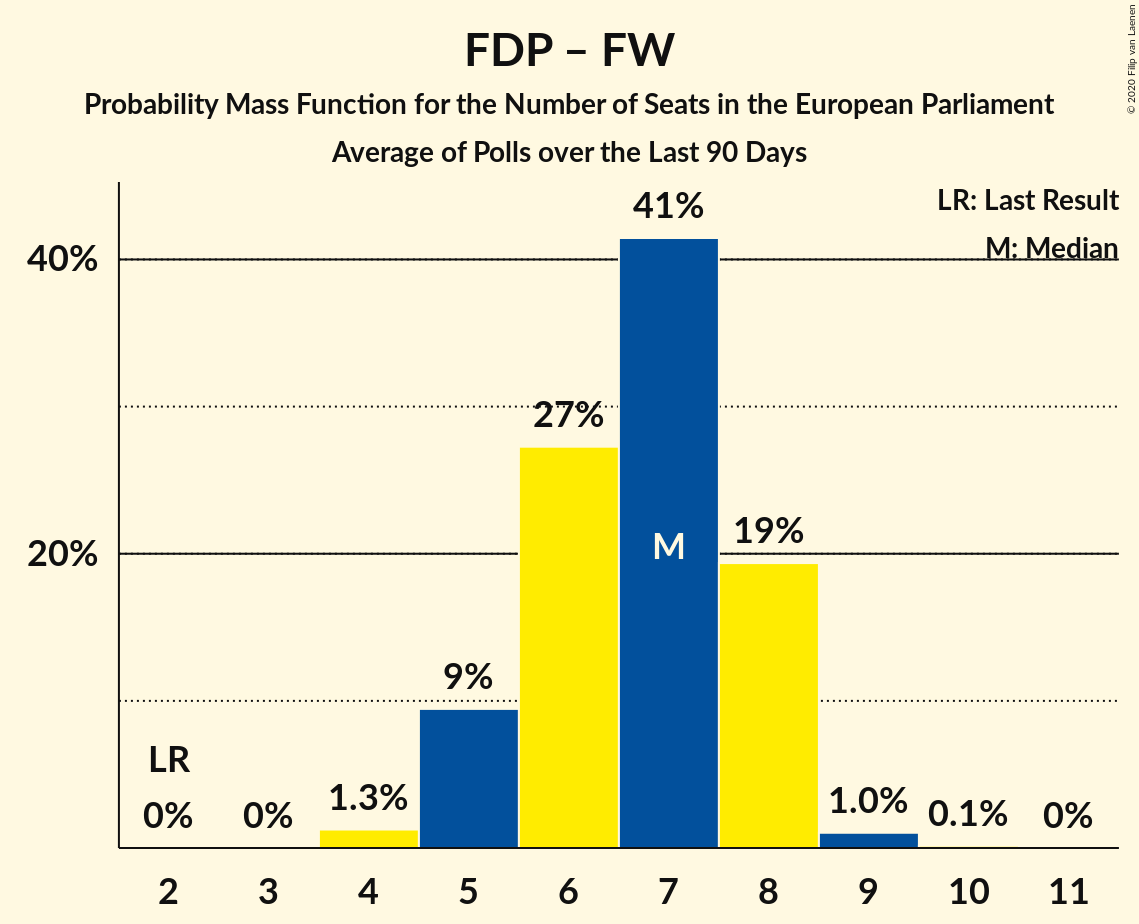 FDP – FW
Probability Mass Function for the Number of Seats in the European Parliament
Average of Polls over the Last 90 Days
© 2020 Filip van Laenen
LR: Last Result
M: Median
41%
40%
27%
M
19%
20%
9%
LR
0%
0%
1.3%
1.0%
0.1%
0%
2 3 4 5 6 7 8 9 10 11